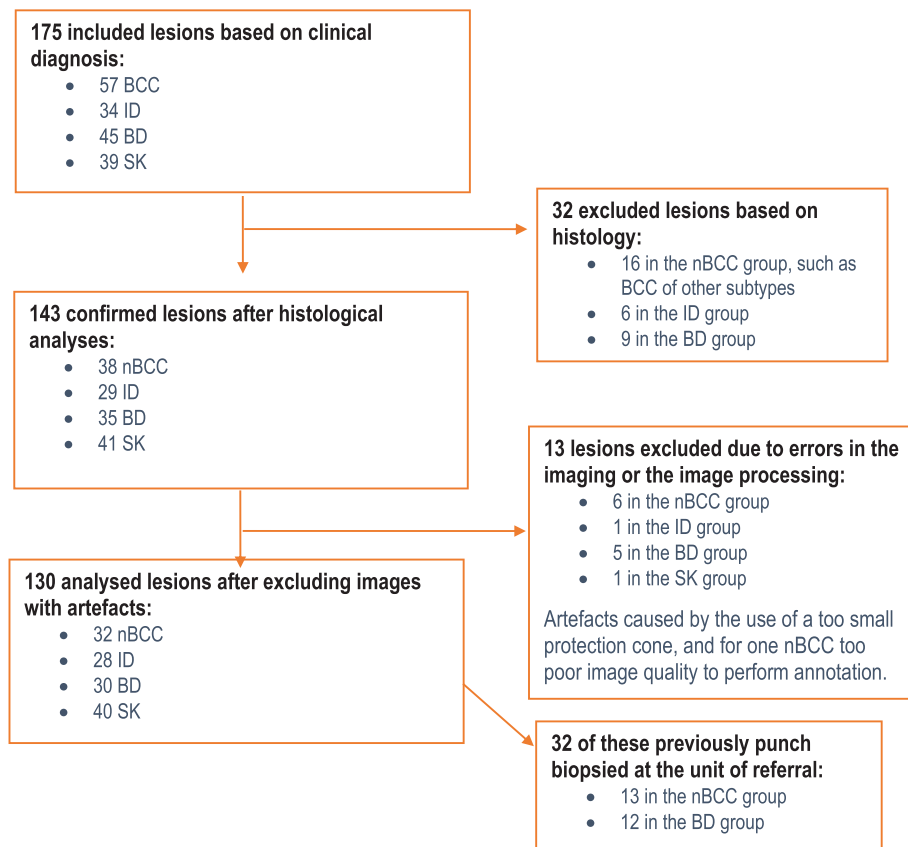 175 included lesions based on clinical
diagnosis:
• 57 BCC
• 34 ID
• 45 BD
• 39 SK
32 excluded lesions based on
histology:
• 16 in the nBCC group, such as
BCC of other subtypes
• 6 in the ID group
• 9 in the BD group
143 confirmed lesions after histological
analyses:
• 38 nBCC
• 29 ID
• 35 BD
• 41 SK
13 lesions excluded due to errors in the
imaging or the image processing:
• 6 in the nBCC group
• 1 in the ID group
• 5 in the BD group
• 1 in the SK group
Artefacts caused by the use of a too small
protection cone, and for one nBCC too
poor image quality to perform annotation.
130 analysed lesions after excluding images
with artefacts:
• 32 nBCC
• 28 ID
• 30 BD
• 40 SK
32 of these previously punch
biopsied at the unit of referral:
• 13 in the nBCC group
• 12 in the BD group